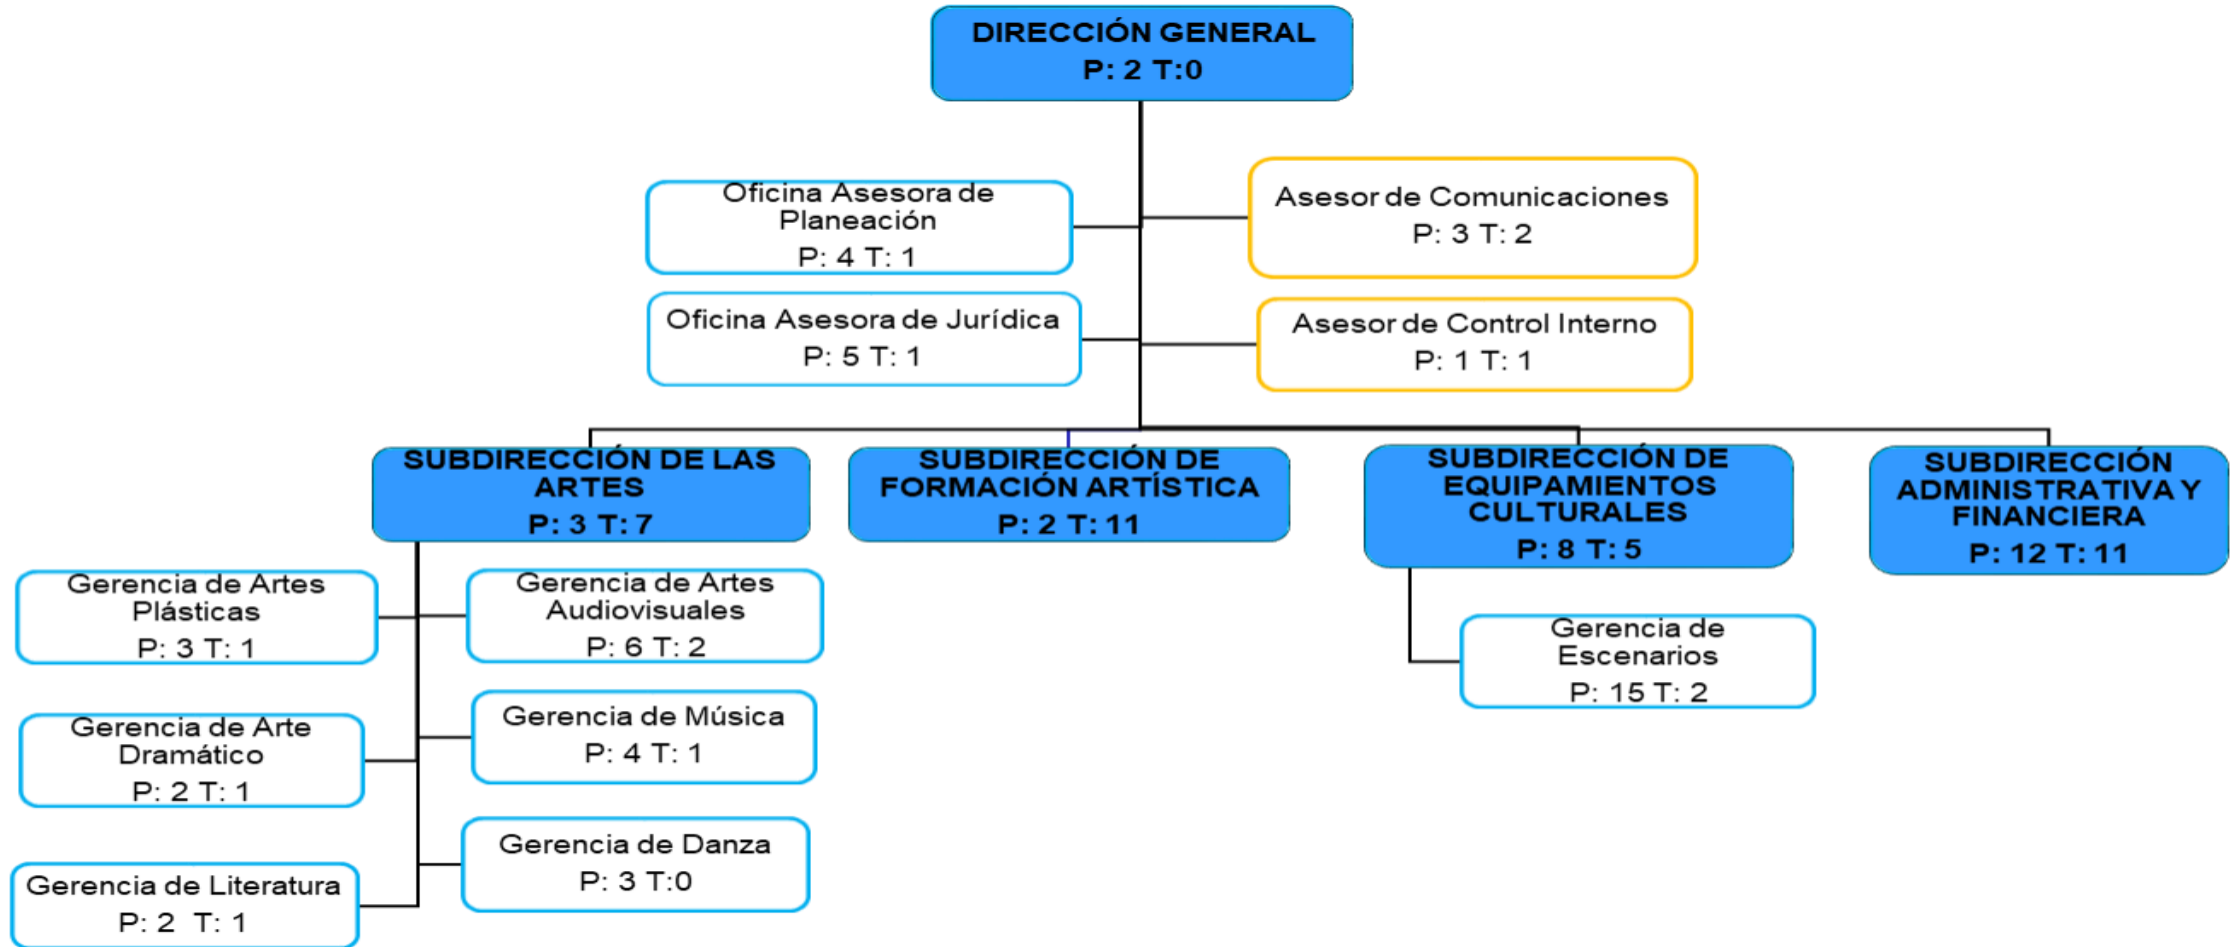 DIRECCIÓN GENERAL
P: 2 T:0
Oficina Asesora de
Planeación
P: 4 T: 1
Asesor de Comunicaciones
P: 3 T: 2
Oficina Asesora de Jurídica
P: 5 T: 1
Asesor de Control Interno
P: 1 T: 1
SUBDIRECCIÓN DE LAS
ARTES
P: 3 T: 7
SUBDIRECCIÓN DE
FORMACIÓN ARTÍSTICA
P: 2 T: 11
SUBDIRECCIÓN DE
EQUIPAMIENTOS
CULTURALES
P: 8 T: 5
SUBDIRECCIÓN
ADMINISTRATIVA Y
FINANCIERA
P: 12 T: 11
Gerencia de Artes
Plásticas
P: 3 T: 1
Gerencia de Artes
Audiovisuales
P: 6 T: 2
Gerencia de
Escenarios
P: 15 T: 2
Gerencia de Arte
Dramático
P: 2 T: 1
Gerencia de Música
P: 4 T: 1
Gerencia de Literatura
P: 2 T: 1
Gerencia de Danza
P: 3 T:0